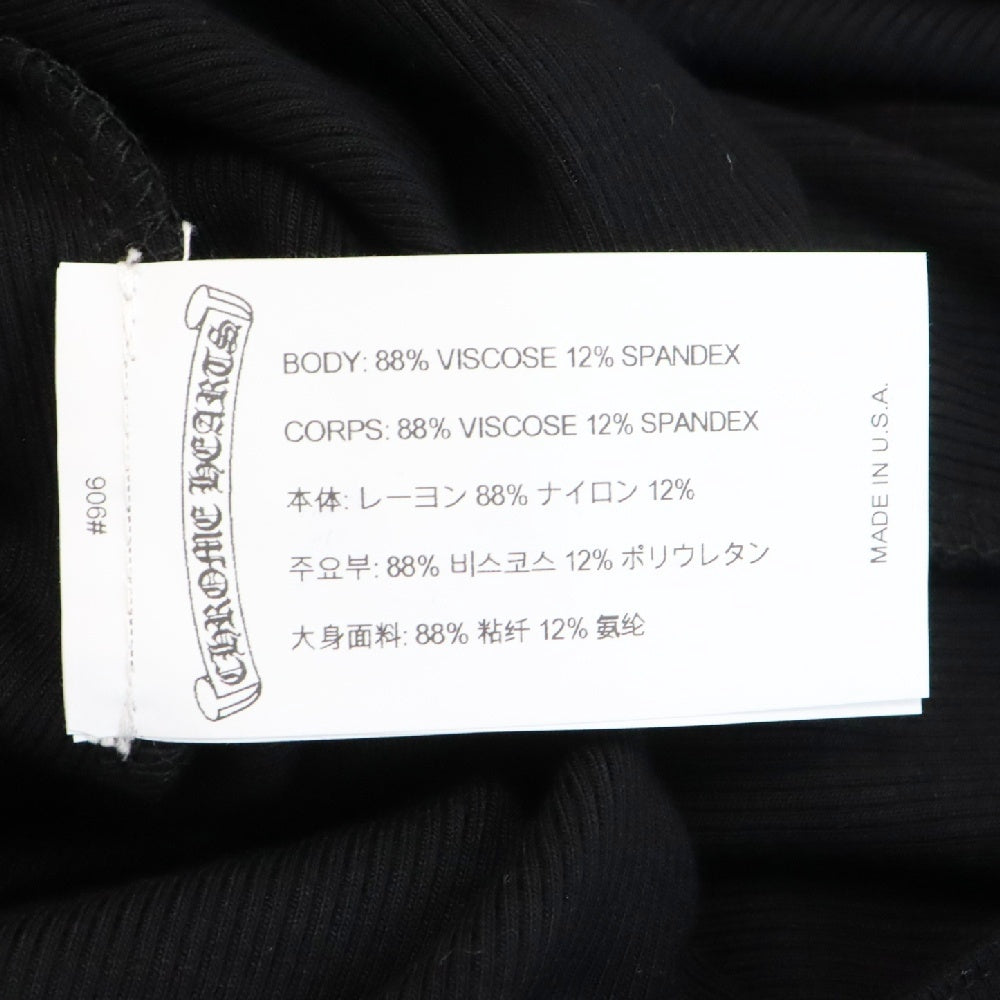 #906
CHROME HEARTS
BODY: 88% VISCOSE 12% SPANDEX
CORPS: 88% VISCOSE 12% SPANDEX
本体: レーヨン 88% ナイロン 12%
주요부: 88% 비스코스 12% ポリウレタン
大身面料: 88% 粘纤 12% 氨纶
MADE IN U.S.A.